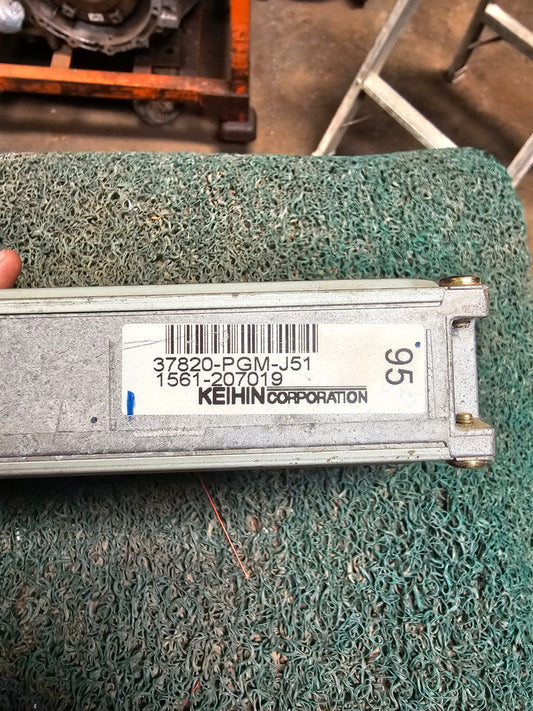 37820-PGM-J51
1561-207019
KEIHIN CORPORATION
95